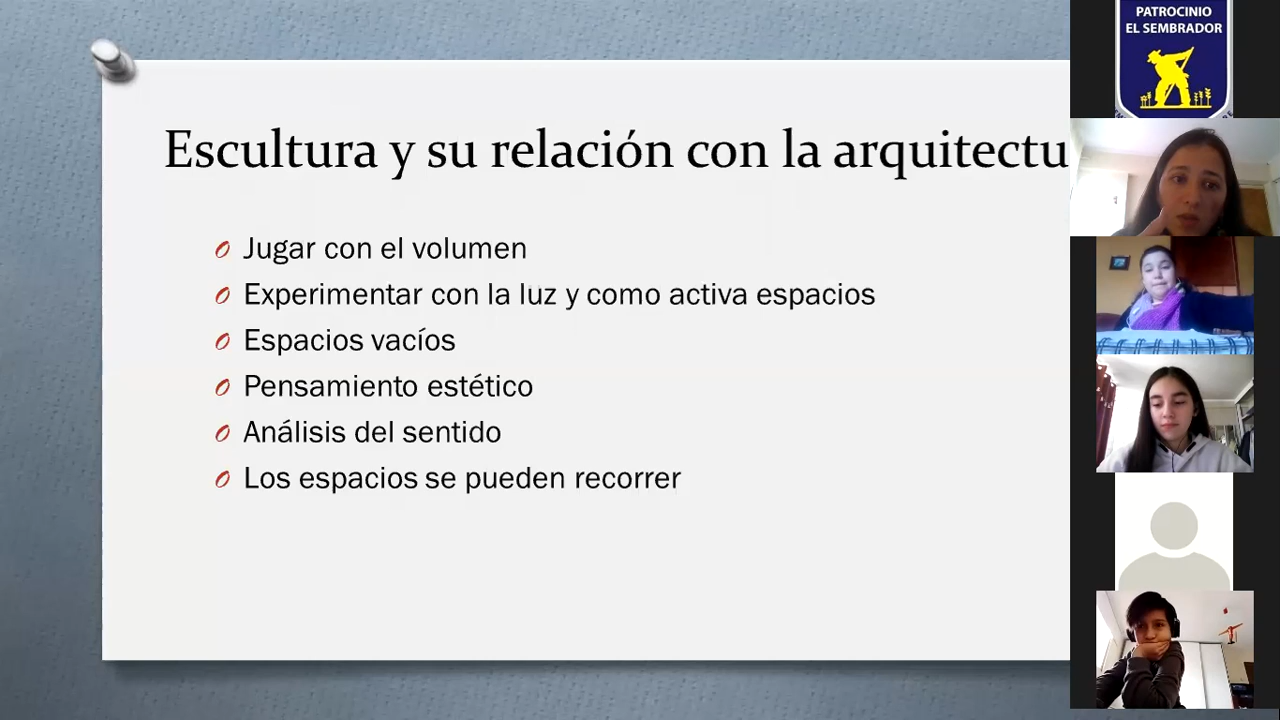 Escultura y su relación con la arquitectu
Jugar con el volumen
Experimentar con la luz y como activa espacios
Espacios vacíos
Pensamiento estético
Análisis del sentido
Los espacios se pueden recorrer
PATROCINIO
EL SEMBRADOR